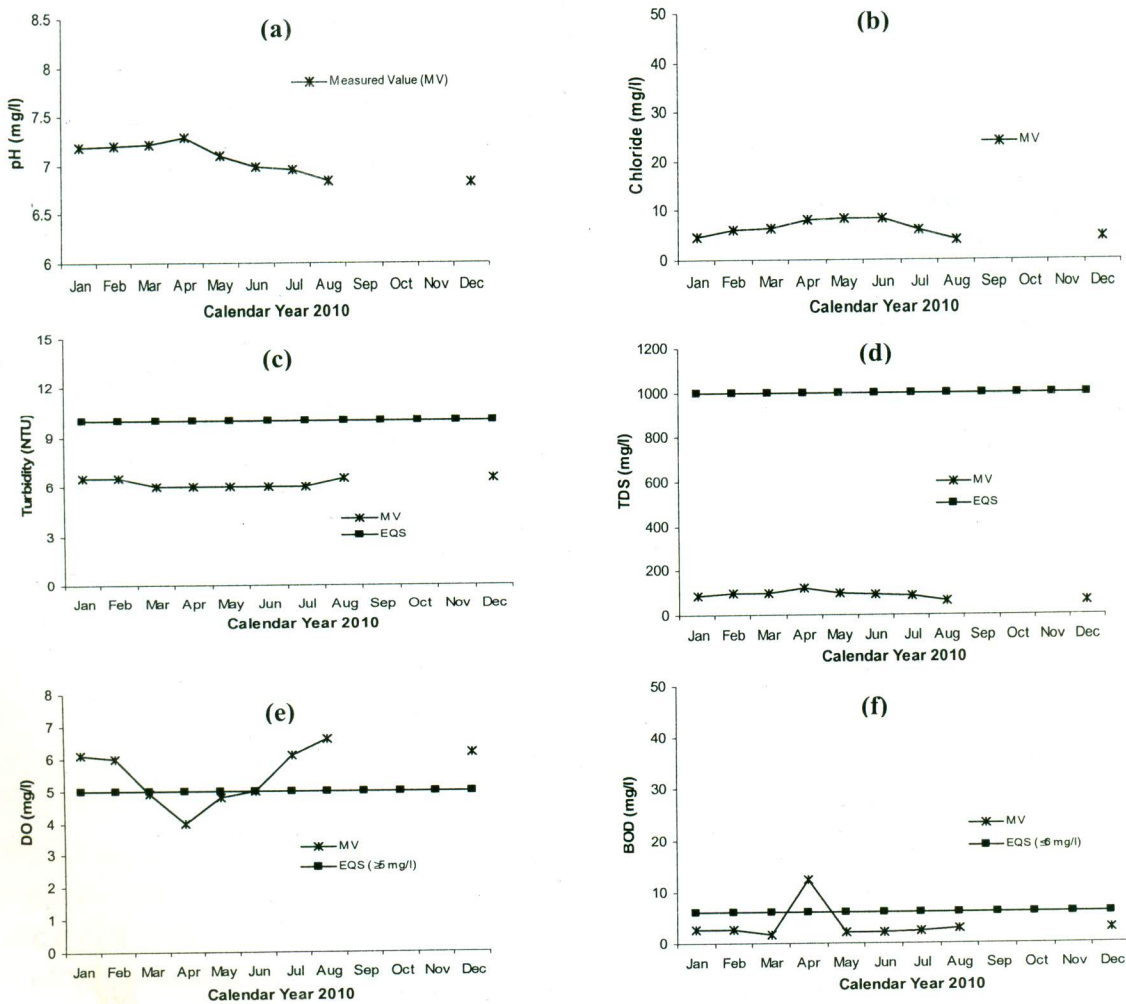 (a)
8.5
8
7.5
7
6.5
6
pH (mg/l)
Measured Value (MV)
Jan Feb Mar Apr May Jun Jul Aug Sep Oct Nov Dec
Calendar Year 2010
(b)
50
40
30
20
10
0
Chloride (mg/l)
MV
Jan Feb Mar Apr May Jun Jul Aug Sep Oct Nov Dec
Calendar Year 2010
(c)
15
12
9
6
3
0
Turbidity (NTU)
MV
EQS
Jan Feb Mar Apr May Jun Jul Aug Sep Oct Nov Dec
Calendar Year 2010
(d)
1200
1000
800
600
400
200
0
TDS (mg/l)
MV
EQS
Jan Feb Mar Apr May Jun Jul Aug Sep Oct Nov Dec
Calendar Year 2010
(e)
8
7
6
5
4
3
2
1
0
DO (mg/l)
MV
EQS (≥5 mg/l)
Jan Feb Mar Apr May Jun Jul Aug Sep Oct Nov Dec
Calendar Year 2010
(f)
50
40
30
20
10
0
BOD (mg/l)
MV
EQS (≤6 mg/l)
Jan Feb Mar Apr May Jun Jul Aug Sep Oct Nov Dec
Calendar Year 2010